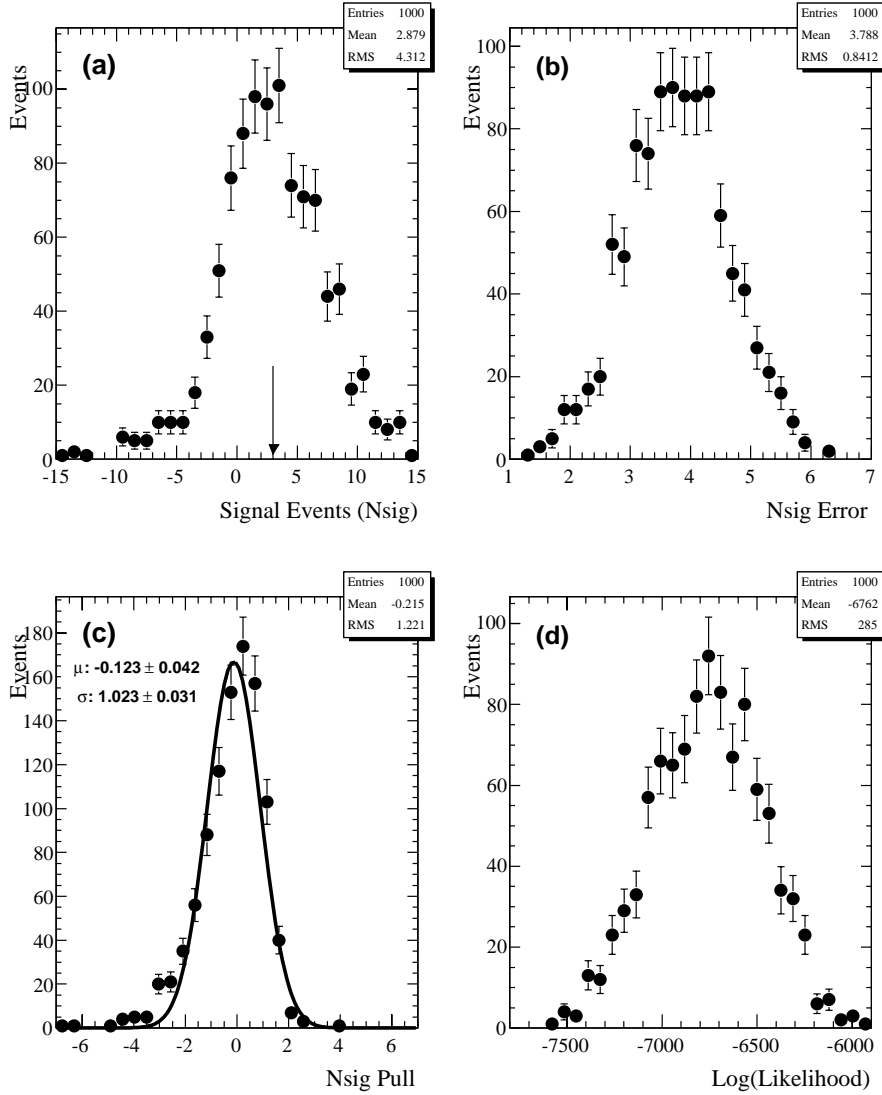 Entries 1000
Mean 2.879
RMS 4.312
(a)
Events
100
80
60
40
20
0
-15 -10 -5 0 5 10 15
Signal Events (Nsig)
Entries 1000
Mean 3.788
RMS 0.8412
(b)
Events
100
80
60
40
20
0
1 2 3 4 5 6 7
Nsig Error
Entries 1000
Mean -0.215
RMS 1.221
(c)
Events
μ: -0.123 ± 0.042
σ: 1.023 ± 0.031
180
160
140
120
100
80
60
40
20
0
-6 -4 -2 0 2 4 6
Nsig Pull
Entries 1000
Mean -6762
RMS 285
(d)
Events
100
80
60
40
20
0
-7500 -7000 -6500 -6000
Log(Likelihood)